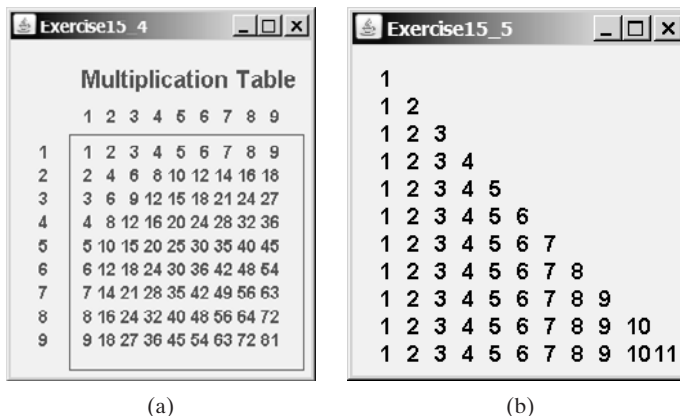 Exercise15_4
Multiplication Table
1 2 3 4 5 6 7 8 9
1 1 2 3 4 5 6 7 8 9
2 2 4 6 8 10 12 14 16 18
3 3 6 9 12 15 18 21 24 27
4 4 8 12 16 20 24 28 32 36
5 5 10 15 20 25 30 35 40 45
6 6 12 18 24 30 36 42 48 54
7 7 14 21 28 35 42 49 56 63
8 8 16 24 32 40 48 56 64 72
9 9 18 27 36 45 54 63 72 81
(a)
Exercise15_5
1
1 2
1 2 3
1 2 3 4
1 2 3 4 5
1 2 3 4 5 6
1 2 3 4 5 6 7
1 2 3 4 5 6 7 8
1 2 3 4 5 6 7 8 9
1 2 3 4 5 6 7 8 9 10
1 2 3 4 5 6 7 8 9 10 11
(b)